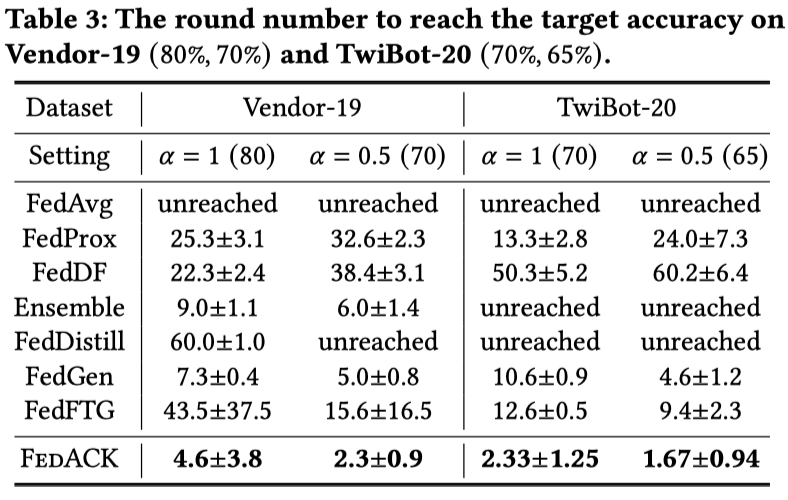 Table 3: The round number to reach the target accuracy on
Vendor-19 (80%, 70%) and TwiBot-20 (70%, 65%).
Dataset Vendor-19 TwiBot-20
Setting α = 1 (80) α = 0.5 (70) α = 1 (70) α = 0.5 (65)
FedAvg unreached unreached unreached unreached
FedProx 25.3±3.1 32.6±2.3 13.3±2.8 24.0±7.3
FedDF 22.3±2.4 38.4±3.1 50.3±5.2 60.2±6.4
Ensemble 9.0±1.1 6.0±1.4 unreached unreached
FedDistill 60.0±1.0 unreached unreached unreached
FedGen 7.3±0.4 5.0±0.8 10.6±0.9 4.6±1.2
FedFTG 43.5±37.5 15.6±16.5 12.6±0.5 9.4±2.3
FEDACK 4.6±3.8 2.3±0.9 2.33±1.25 1.67±0.94